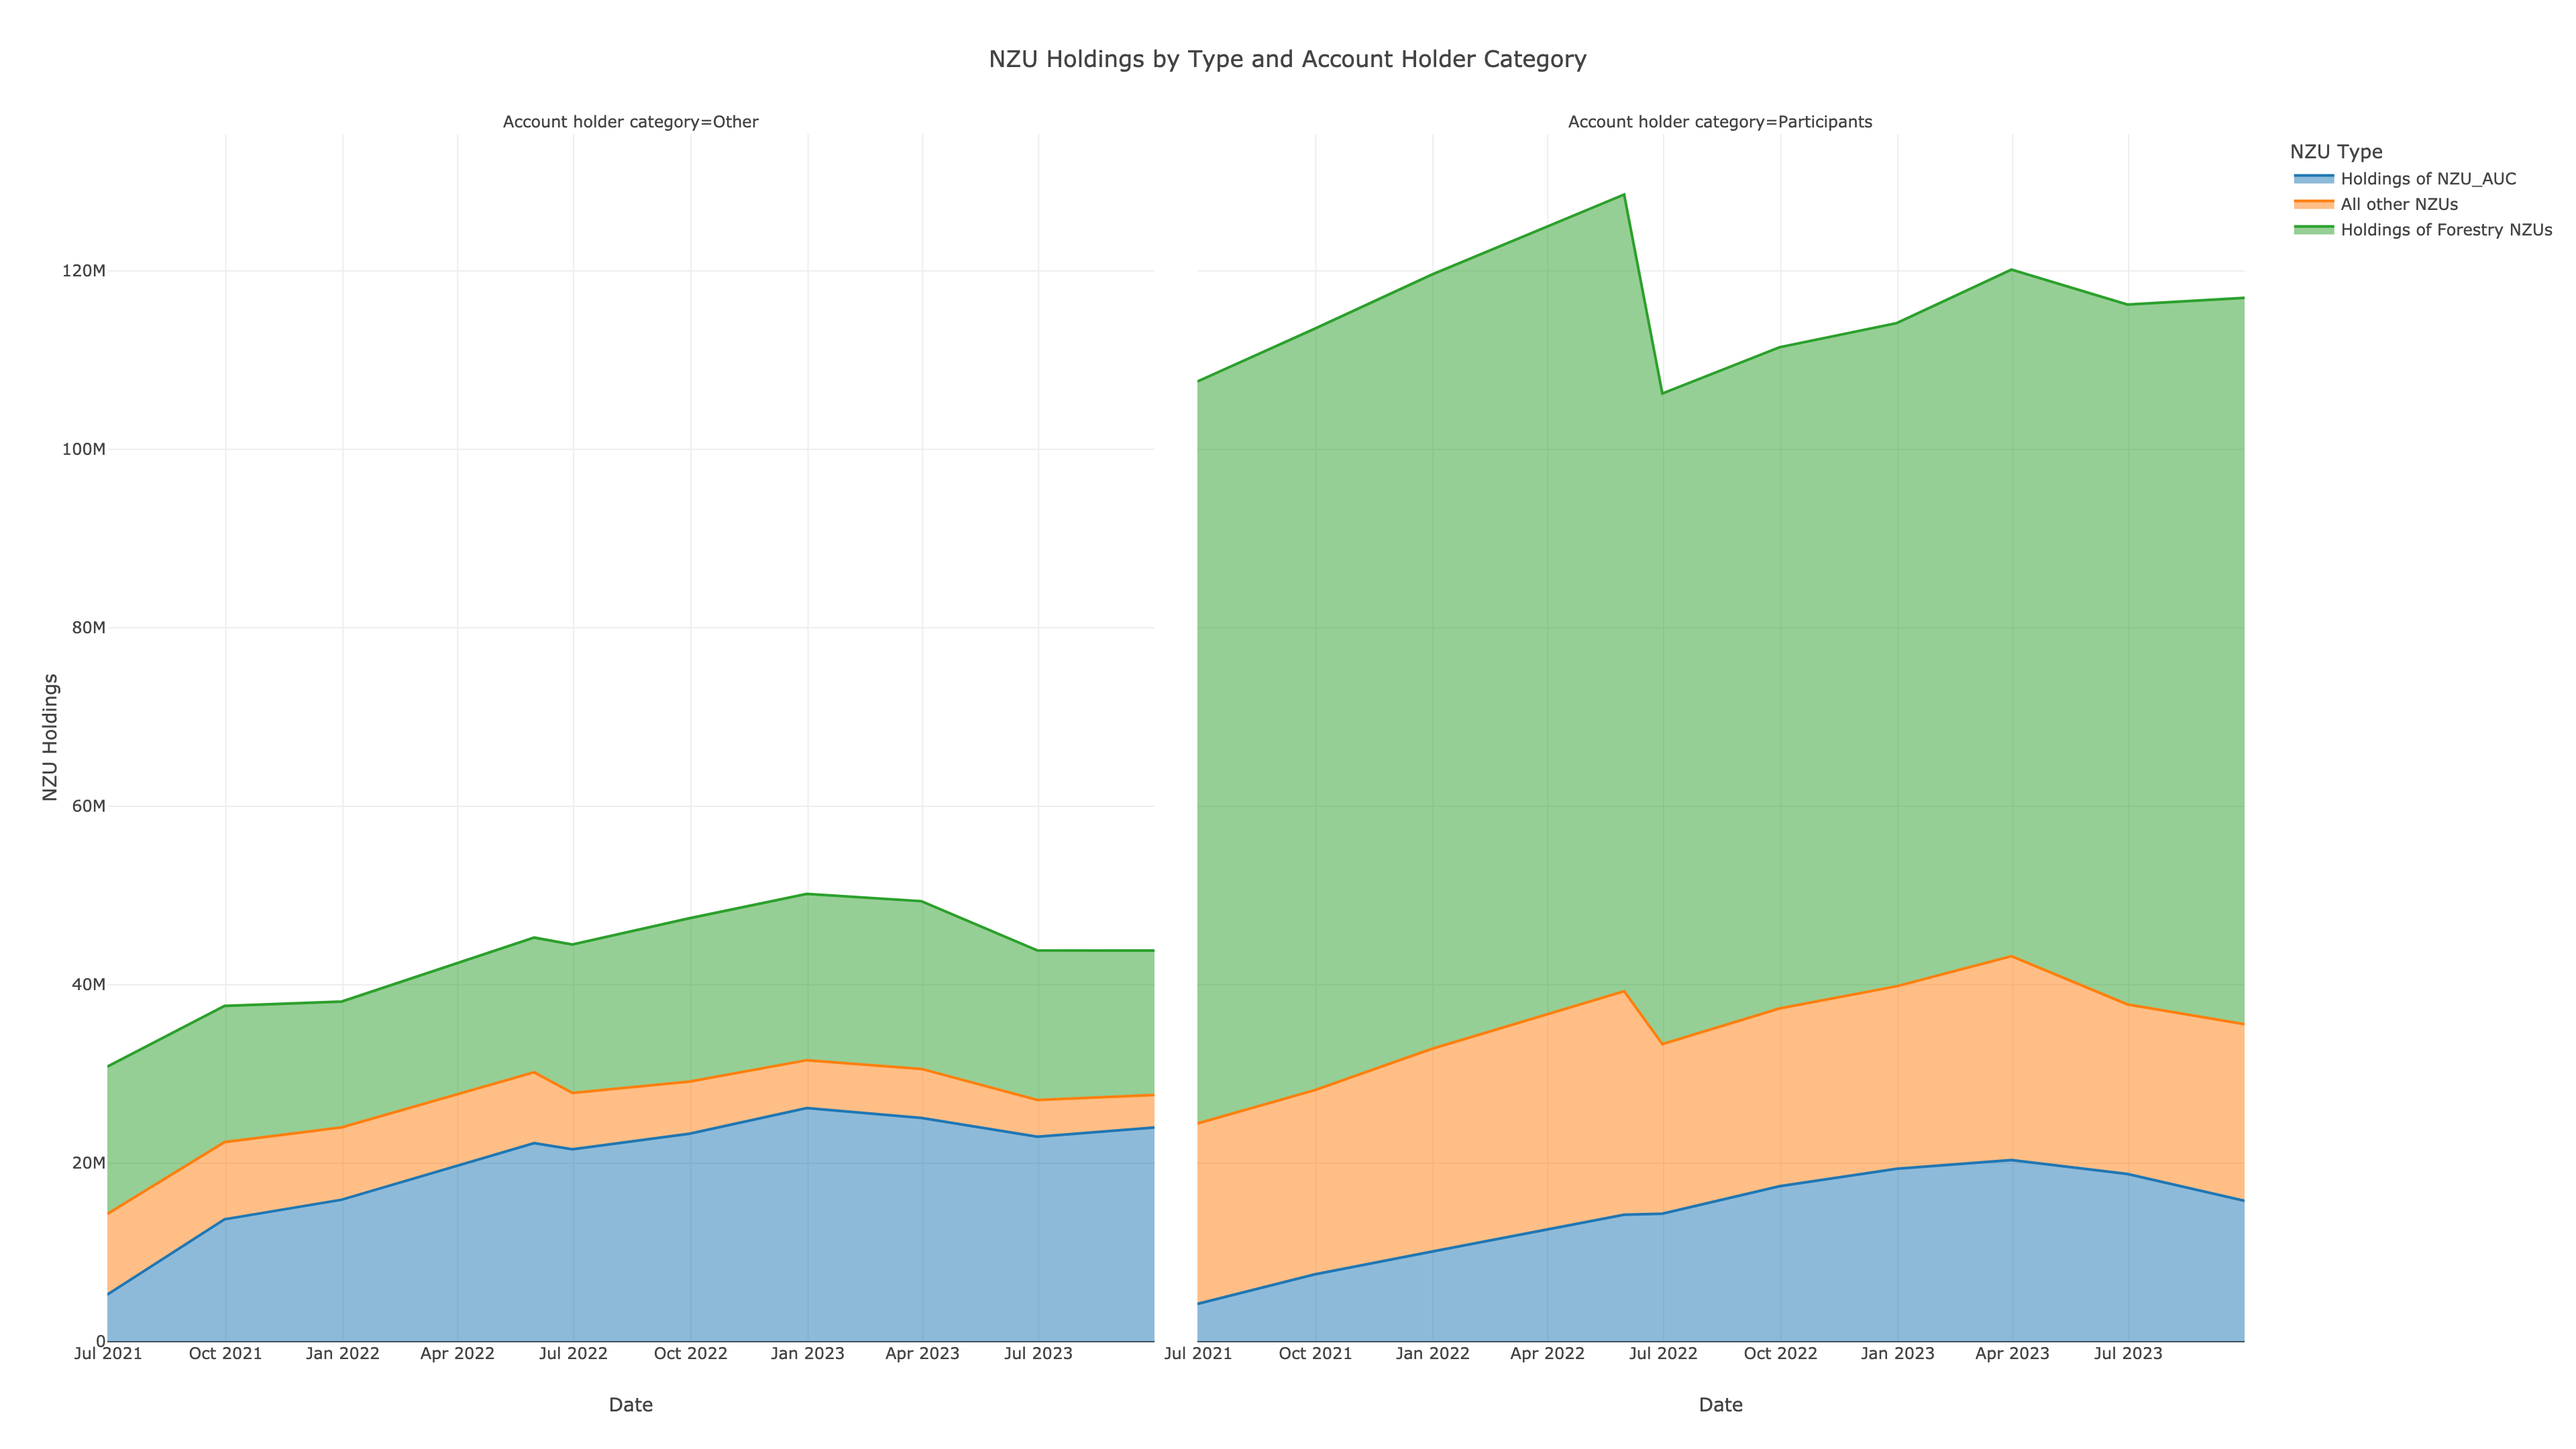 NZU Holdings by Type and Account Holder Category
Account holder category=Other
Account holder category=Participants
NZU Type
Holdings of NZU_AUC
All other NZUs
Holdings of Forestry NZUs
NZU Holdings
120M
100M
80M
60M
40M
20M
0
Jul 2021 Oct 2021 Jan 2022 Apr 2022 Jul 2022 Oct 2022 Jan 2023 Apr 2023 Jul 2023
Jul 2021 Oct 2021 Jan 2022 Apr 2022 Jul 2022 Oct 2022 Jan 2023 Apr 2023 Jul 2023
Date
Date